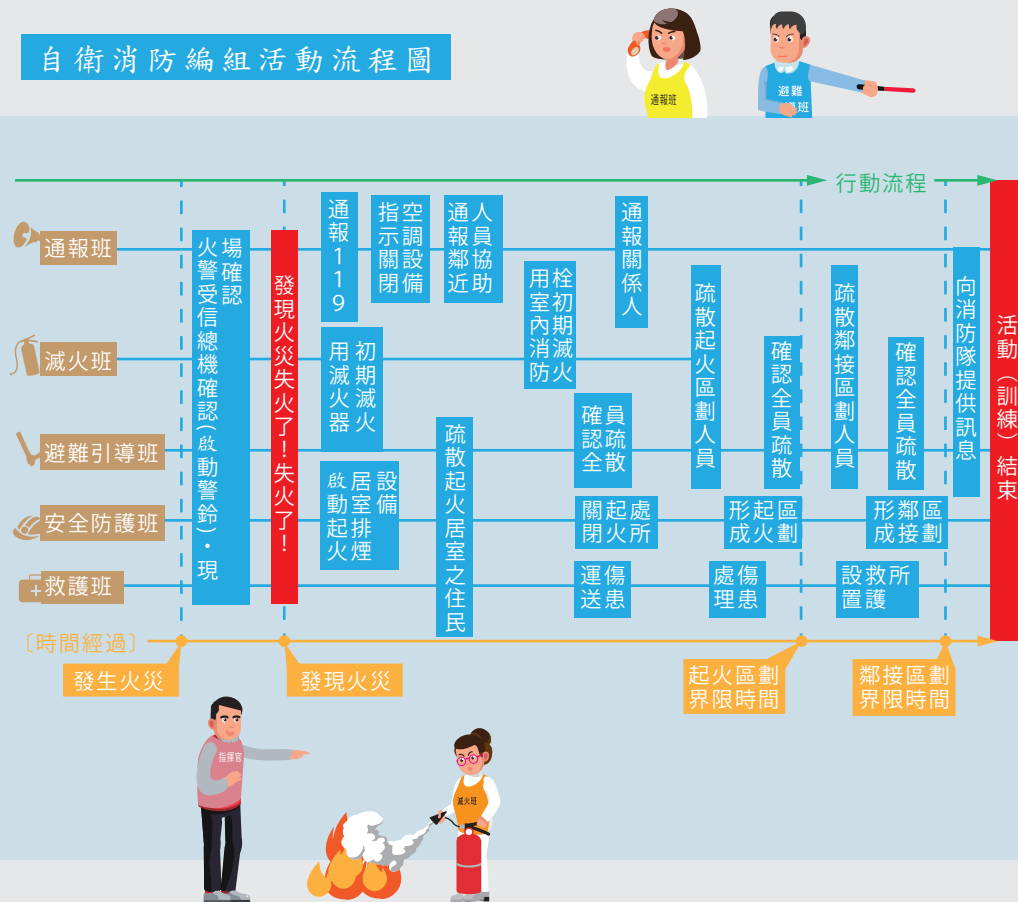 自衛消防編組活動流程圖
通報班
避難
導班
行動流程
通報班
滅火班
避難引導班
安全防護班
救護班
火警受信總機確認(啟動警鈴)・現
場確認
發現火災失火了!失火了!
通報119
指示關閉
空調設備
通報鄰近
人員協助
用室內消防
栓初期滅火
通報關係人
用滅火器
初期滅火
疏散起火居室之住民
啟動起火
居室排煙
設備
確認全
員疏散
關閉
起火
處所
運送
傷患
疏散起火區劃人員
確認全員疏散
形成
起火
區劃
處理
傷患
疏散鄰接區劃人員
確認全員疏散
形成
鄰接
區劃
設置
救護
所
向消防隊提供訊息
活動(訓練)結束
〔時間經過〕
發生火災
發現火災
起火區劃
界限時間
鄰接區劃
界限時間
指揮官
滅火班